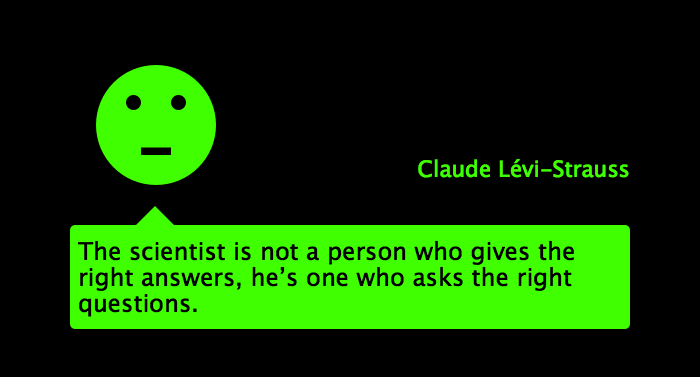 Claude Lévi-Strauss
The scientist is not a person who gives the
right answers, he’s one who asks the right
questions.